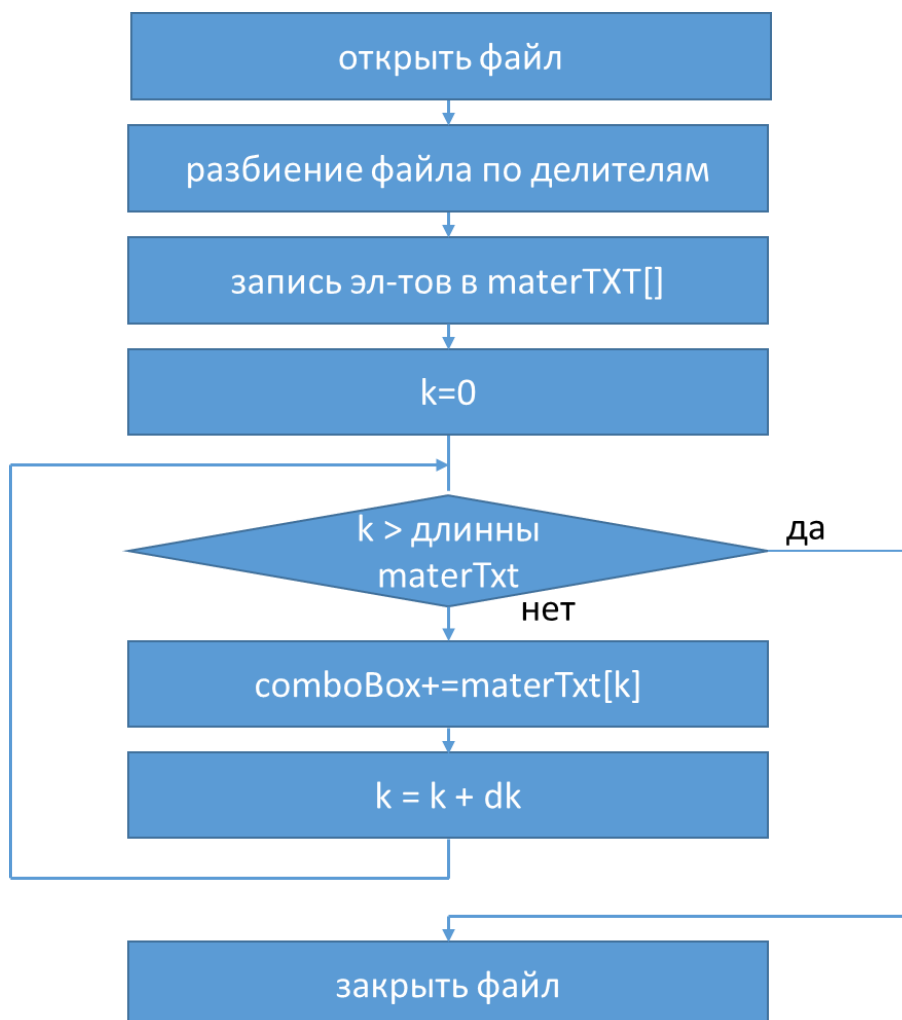 открыть файл
разбиение файла по делителям
запись эл-тов в materTXT[]
k=0
k > длинны
materTxt
да
нет
comboBox+=materTxt[k]
k = k + dk
закрыть файл